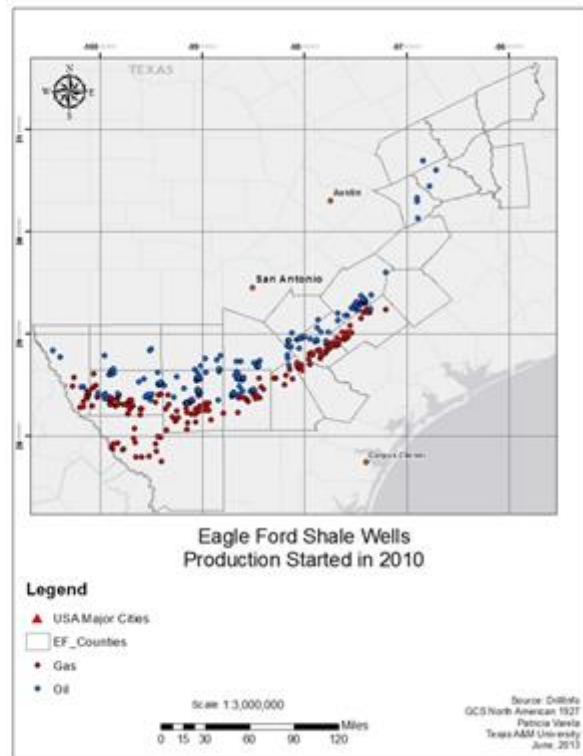 TEXAS
N
W E
S
Austin
San Antonio
Corpus Christi
Eagle Ford Shale Wells
Production Started in 2010
Legend
USA Major Cities
EF_Counties
Gas
Oil
Scale: 1:3,000,000
Miles
0 15 30 60 90 120
Source: DrillInfo
GCS North American 1927
Patricia Varela
Texas A&M University
June, 2013